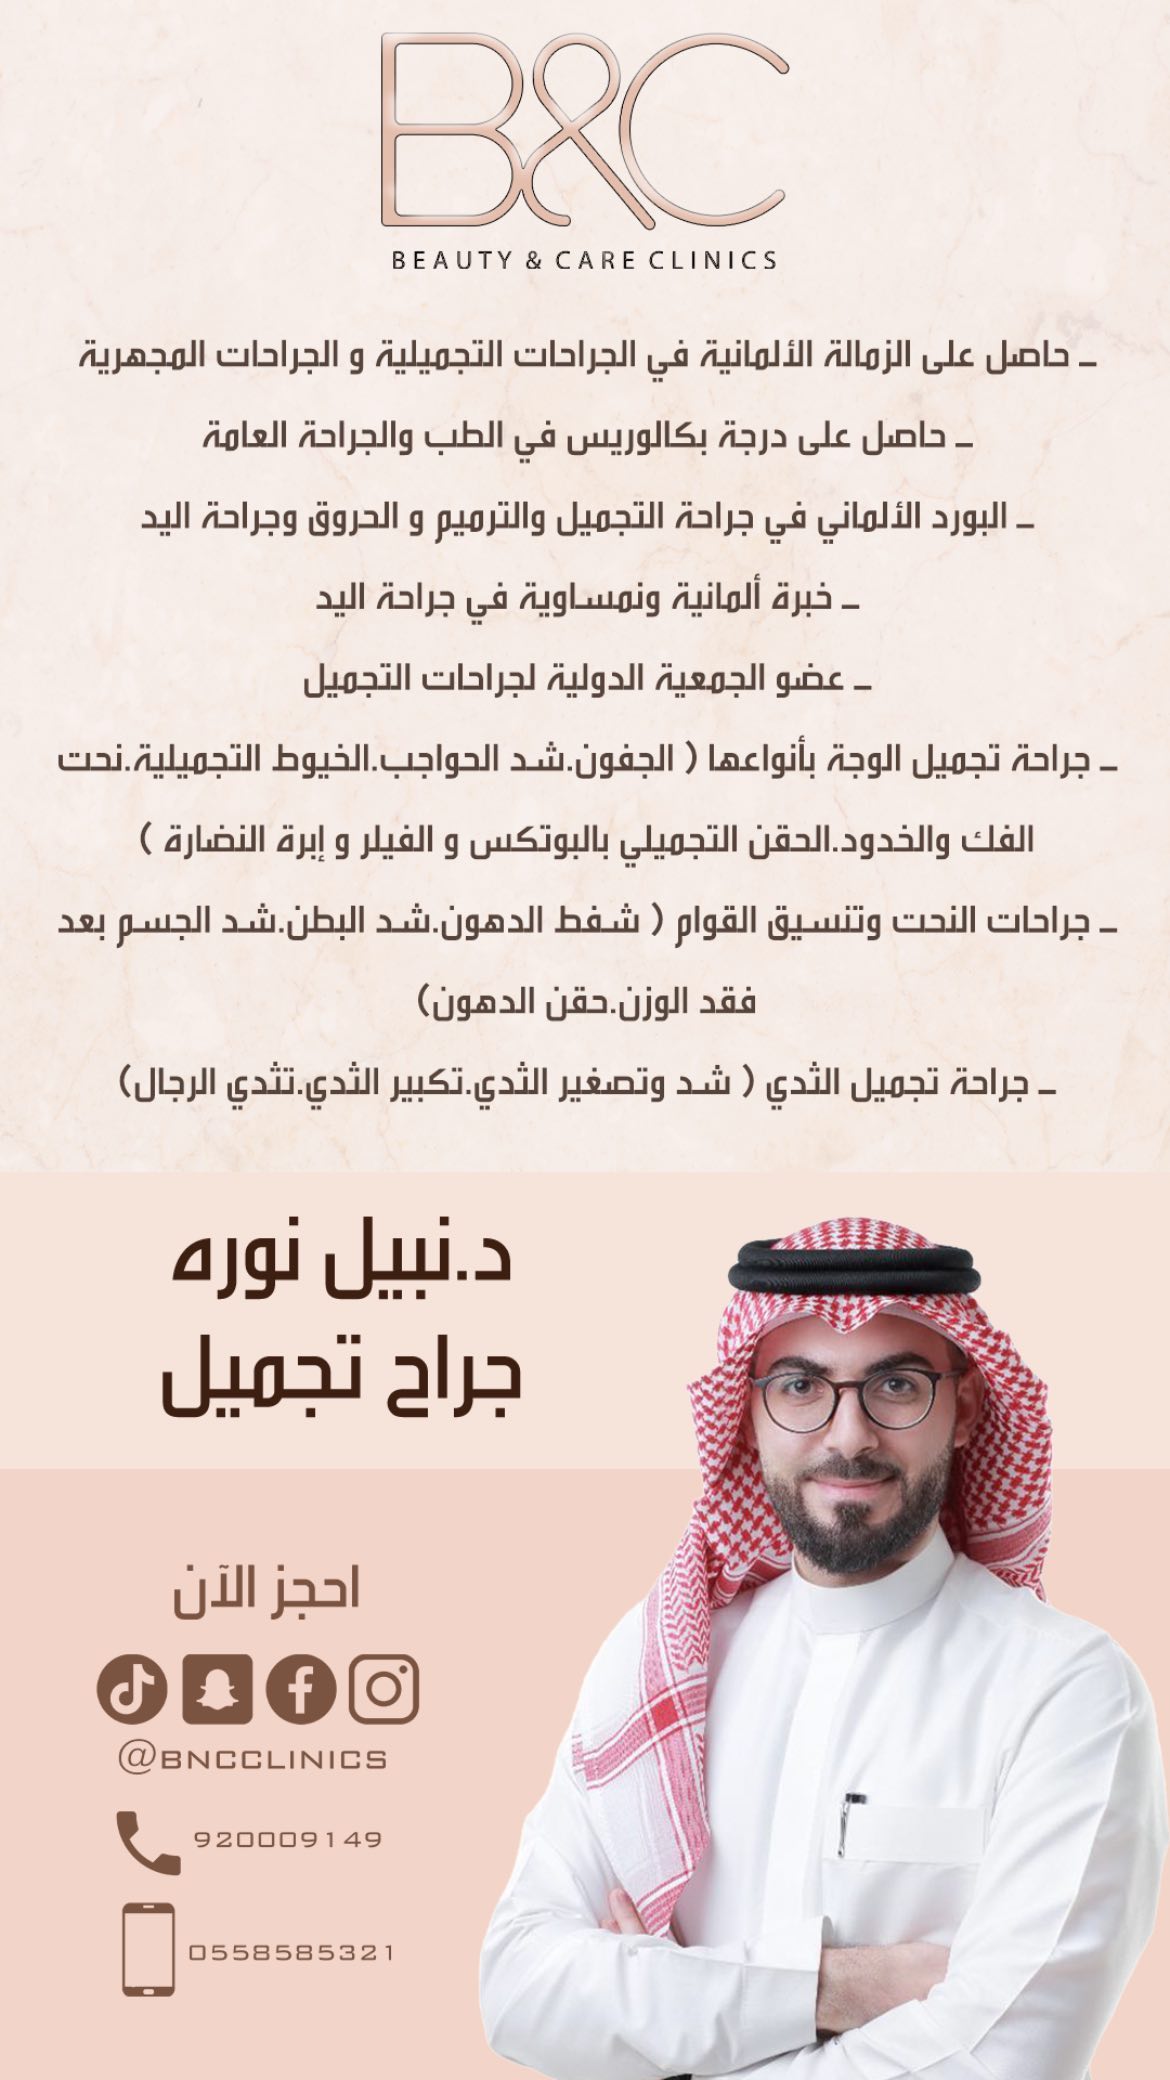 B&C
BEAUTY & CARE CLINICS
ـ حاصل على الزمالة الألمانية في الجراحات التجميلية و الجراحات المجهرية
ـ حاصل على درجة بكالوريس في الطب والجراحة العامة
ـ البورد الألماني في جراحة التجميل والترميم و الحروق وجراحة اليد
ـ خبرة ألمانية ونمساوية في جراحة اليد
ـ عضو الجمعية الدولية لجراحات التجميل
ـ جراحة تجميل الوجة بأنواعها ( الجفون.شد الحواجب.الخيوط التجميلية.نحت
الفك والخدود.الحقن التجميلي بالبوتكس و الفيلر و إبرة النضارة )
ـ جراحات النحت وتنسيق القوام ( شفط الدهون.شد البطن.شد الجسم بعد
فقد الوزن.حقن الدهون)
ـ جراحة تجميل الثدي ( شد وتصغير الثدي.تكبير الثدي.تثدي الرجال)
د.نبيل نوره
جراح تجميل
احجز الآن
@BNCCLINICS
920009149
0558585321